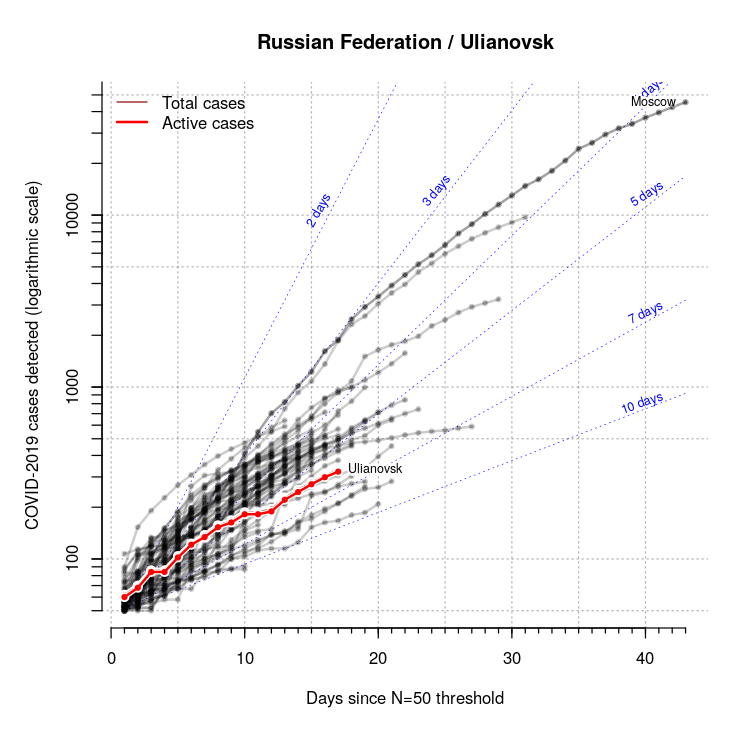 Russian Federation / Ulianovsk
Total cases
Active cases
COVID-2019 cases detected (logarithmic scale)
100
1000
10000
2 days
3 days
days
Moscow
5 days
7 days
10 days
Ulianovsk
0
10
20
30
40
Days since N=50 threshold